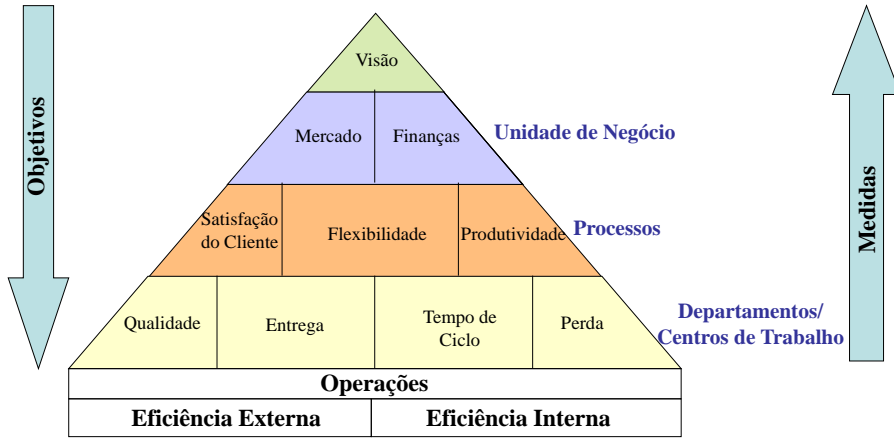 Objetivos
Visão
Mercado
Finanças
Unidade de Negócio
Satisfação
do Cliente
Flexibilidade
Produtividade
Processos
Qualidade
Entrega
Tempo de
Ciclo
Perda
Departamentos/
Centros de Trabalho
Medidas
Operações
Eficiência Externa
Eficiência Interna